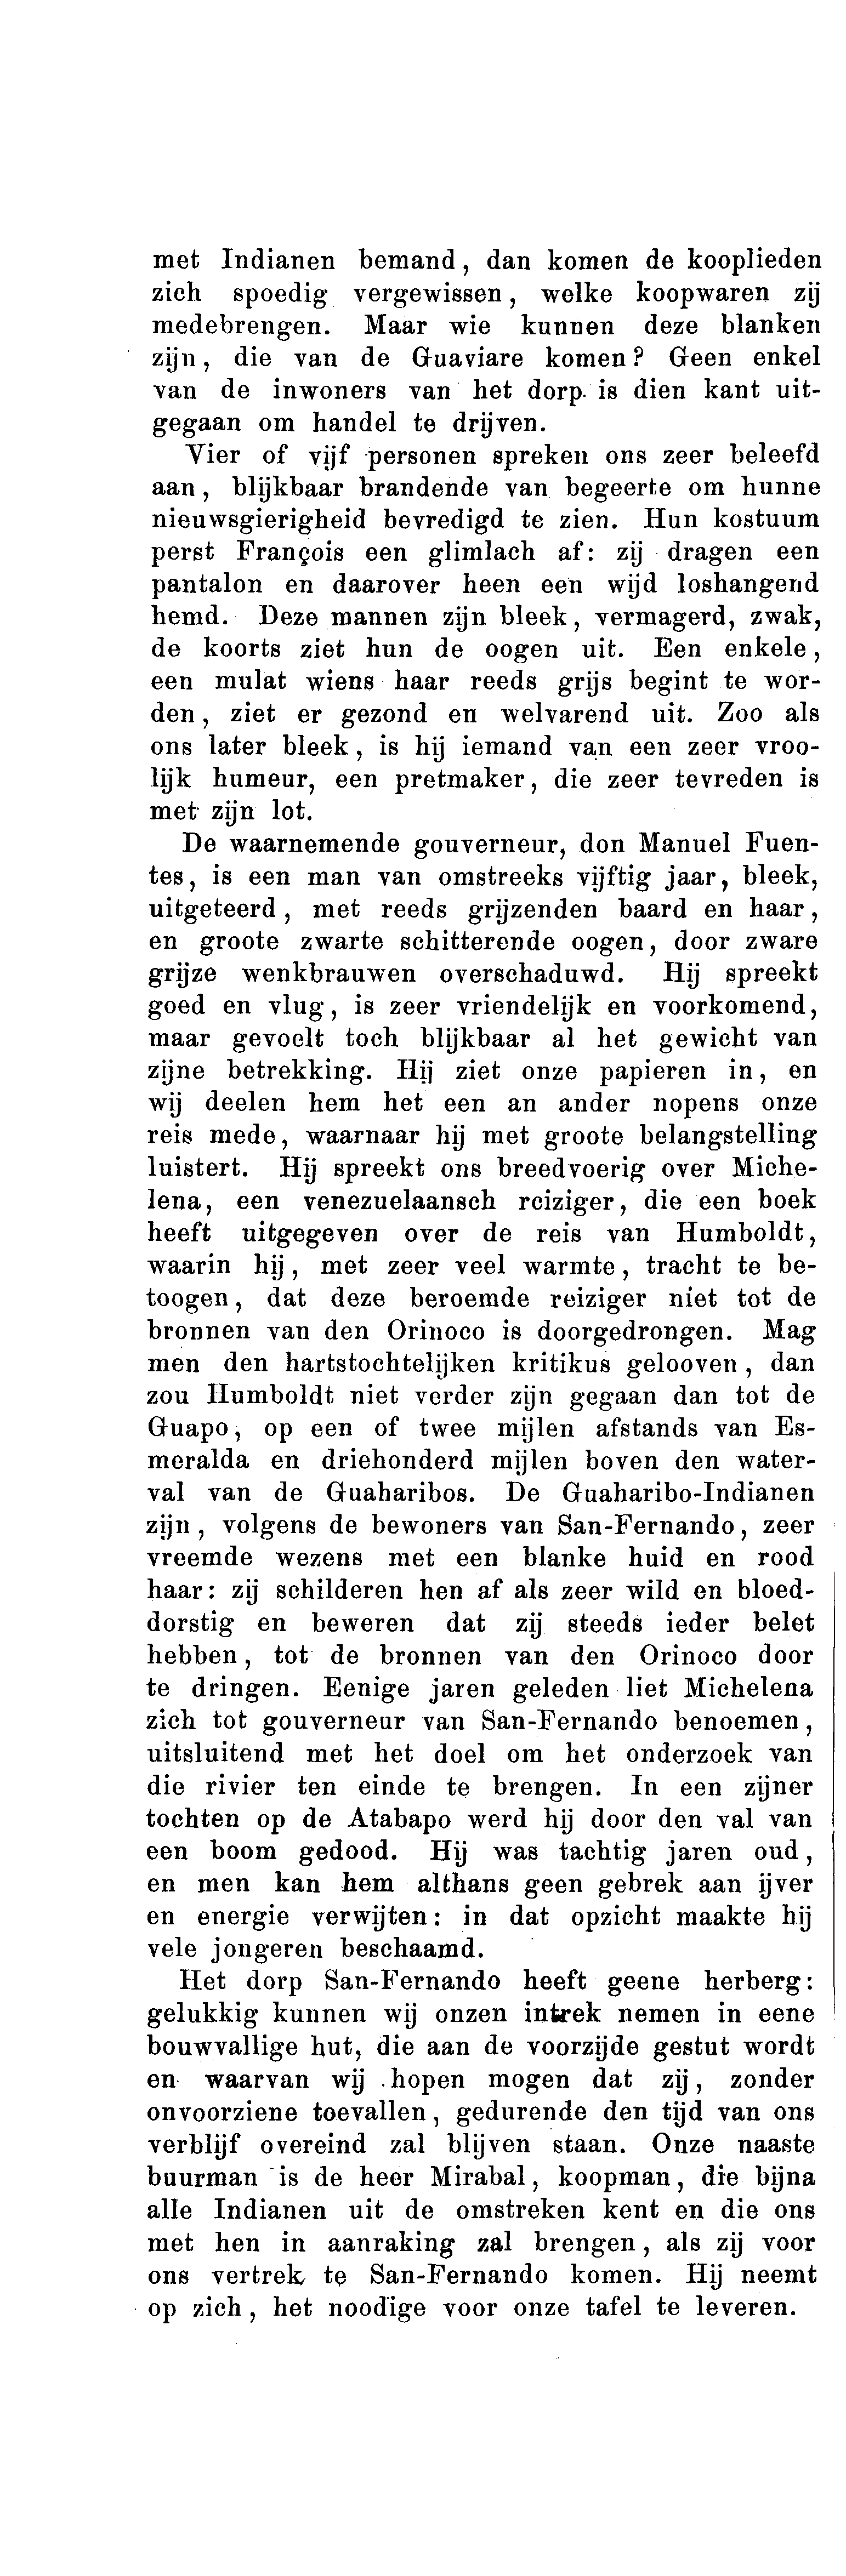 met Indianen bemand, dan komen de kooplieden
zich spoedig vergewissen, welke koopwaren zij
medebrengen. Maar wie kunnen deze blanken
zijn, die van de Guaviare komen? Geen enkel
van de inwoners van het dorp is dien kant uit-
gegaan om handel te drijven.
Vier of vijf personen spreken ons zeer beleefd
aan, blijkbaar brandende van begeerte om hunne
nieuwsgierigheid bevredigd te zien. Hun kostuum
perst François een glimlach af: zij dragen een
pantalon en daarover heen een wijd loshangend
hemd. Deze mannen zijn bleek, vermagerd, zwak,
de koorts ziet hun de oogen uit. Een enkele,
een mulat wiens haar reeds grijs begint te wor-
den, ziet er gezond en welvarend uit. Zoo als
ons later bleek, is hij iemand van een zeer vroo-
lijk humeur, een pretmaker, die zeer tevreden is
met zijn lot.
De waarnemende gouverneur, don Manuel Fuen-
tes, is een man van omstreeks vijftig jaar, bleek,
uitgeteerd, met reeds grijzenden baard en haar,
en groote zwarte schitterende oogen, door zware
grijze wenkbrauwen overschaduwd. Hij spreekt
goed en vlug, is zeer vriendelijk en voorkomend,
maar gevoelt toch blijkbaar al het gewicht van
zijne betrekking. Hij ziet onze papieren in, en
wij deelen hem het een an ander nopens onze
reis mede, waarnaar hij met groote belangstelling
luistert. Hij spreekt ons breedvoerig over Miche-
lena, een venezuelaansch reiziger, die een boek
heeft uitgegeven over de reis van Humboldt,
waarin hij, met zeer veel warmte, tracht te be-
toogen, dat deze beroemde reiziger niet tot de
bronnen van den Orinoco is doorgedrongen. Mag
men den hartstochtelijken kritikus gelooven, dan
zou Humboldt niet verder zijn gegaan dan tot de
Guapo, op een of twee mijlen afstands van Es-
meralda en driehonderd mijlen boven den water-
val van de Guaharibos. De Guaharibo-Indianen
zijn, volgens de bewoners van San-Fernando, zeer
vreemde wezens met een blanke huid en rood
haar: zij schilderen hen af als zeer wild en bloed-
dorstig en beweren dat zij steeds ieder belet
hebben, tot de bronnen van den Orinoco door
te dringen. Eenige jaren geleden liet Michelena
zich tot gouverneur van San-Fernando benoemen,
uitsluitend met het doel om het onderzoek van
die rivier ten einde te brengen. In een zijner
tochten op de Atabapo werd hij door den val van
een boom gedood. Hij was tachtig jaren oud,
en men kan hem althans geen gebrek aan ijver
en energie verwijten: in dat opzicht maakte hij
vele jongeren beschaamd.
Het dorp San-Fernando heeft geene herberg:
gelukkig kunnen wij onzen intrek nemen in eene
bouwvallige hut, die aan de voorzijde gestut wordt
en waarvan wij hopen mogen dat zij, zonder
onvoorziene toevallen, gedurende den tijd van ons
verblijf overeind zal blijven staan. Onze naaste
buurman is de heer Mirabal, koopman, die bijna
alle Indianen uit de omstreken kent en die ons
met hen in aanraking zal brengen, als zij voor
ons vertrek te San-Fernando komen. Hij neemt
op zich, het noodige voor onze tafel te leveren.